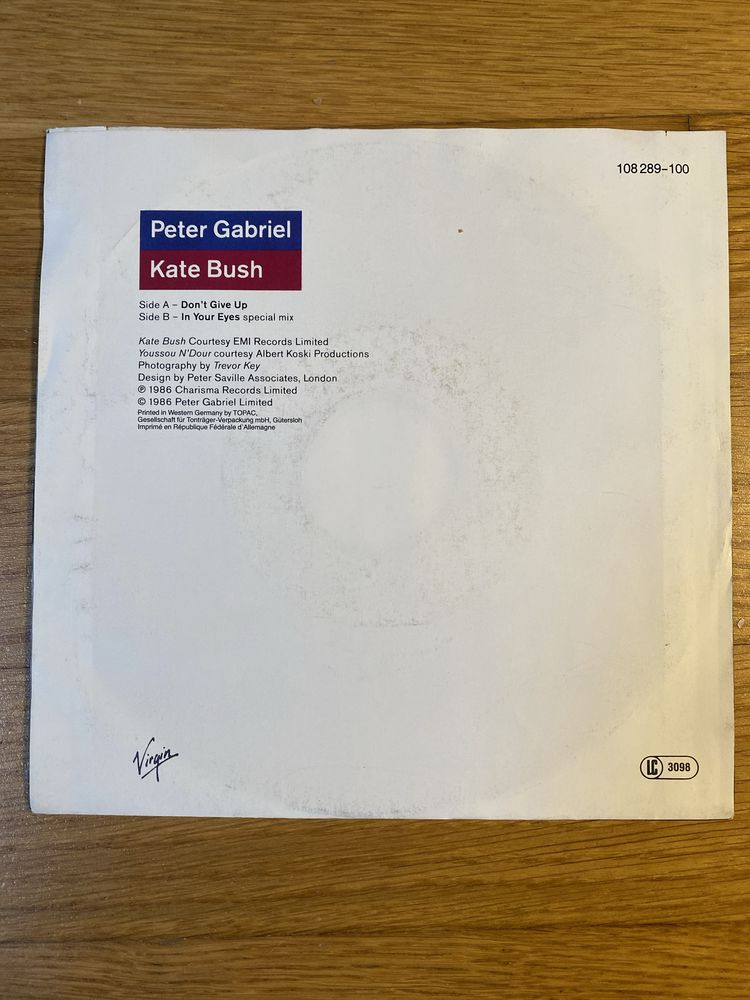 108 289-100
Peter Gabriel
Kate Bush
Side A – Don't Give Up
Side B – In Your Eyes special mix
Kate Bush Courtesy EMI Records Limited
Youssou N'Dour courtesy Albert Koski Productions
Photography by Trevor Key
Design by Peter Saville Associates, London
℗ 1986 Charisma Records Limited
© 1986 Peter Gabriel Limited
Printed in Western Germany by TOPAC,
Gesellschaft für Tonträger-Verpackung mbH, Gütersloh
Imprimé en République Fédérale d'Allemagne
Virgin
LC 3098